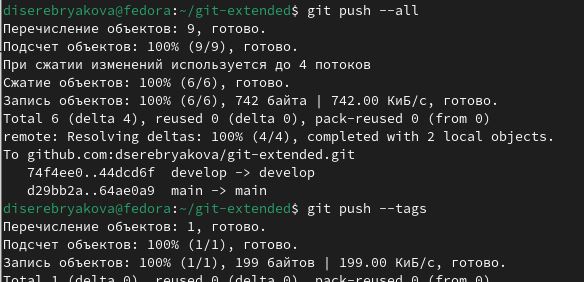 diserebryakova@fedora:~/git-extended$ git push --all
Перечисление объектов: 9, готово.
Подсчет объектов: 100% (9/9), готово.
При сжатии изменений используется до 4 потоков
Сжатие объектов: 100% (6/6), готово.
Запись объектов: 100% (6/6), 742 байта | 742.00 КиБ/с, готово.
Total 6 (delta 4), reused 0 (delta 0), pack-reused 0 (from 0)
remote: Resolving deltas: 100% (4/4), completed with 2 local objects.
To github.com:dserebryakova/git-extended.git
   74f4ee0..44dcd6f  develop -> develop
   d29bb2a..64ae0a9  main -> main
diserebryakova@fedora:~/git-extended$ git push --tags
Перечисление объектов: 1, готово.
Подсчет объектов: 100% (1/1), готово.
Запись объектов: 100% (1/1), 199 байтов | 199.00 КиБ/с, готово.
Total 1 (delta 0), reused 0 (delta 0), pack-reused 0 (from 0)